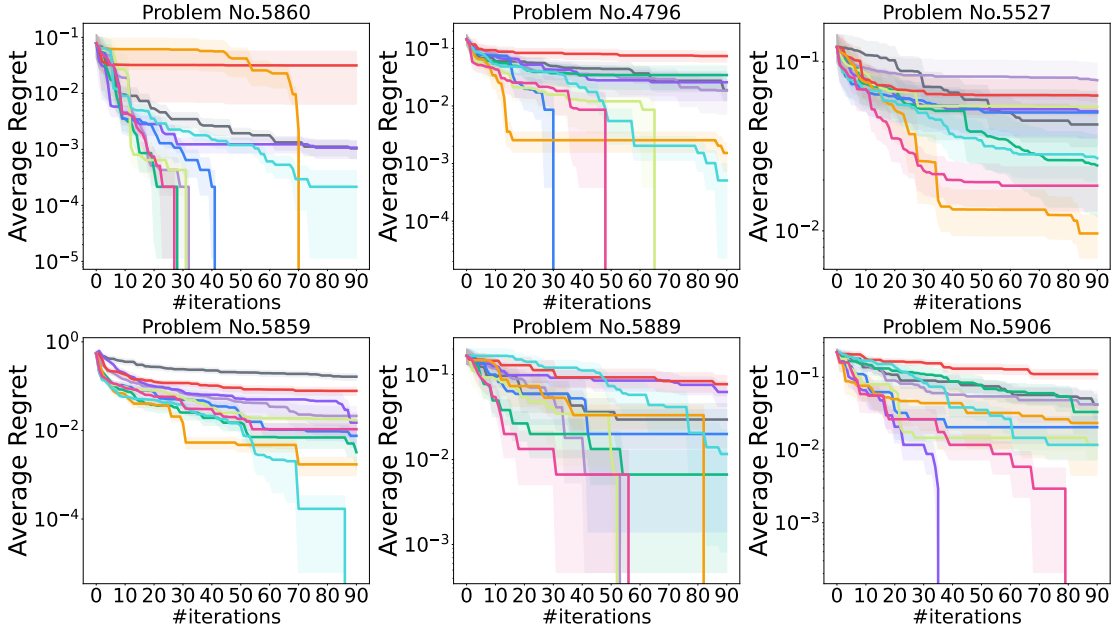 Problem No.5860
Average Regret
10⁻¹
10⁻²
10⁻³
10⁻⁴
10⁻⁵
0 10 20 30 40 50 60 70 80 90
#iterations
Problem No.4796
Average Regret
10⁻¹
10⁻²
10⁻³
10⁻⁴
0 10 20 30 40 50 60 70 80 90
#iterations
Problem No.5527
Average Regret
10⁻¹
10⁻²
0 10 20 30 40 50 60 70 80 90
#iterations
Problem No.5859
Average Regret
10⁰
10⁻²
10⁻⁴
0 10 20 30 40 50 60 70 80 90
#iterations
Problem No.5889
Average Regret
10⁻¹
10⁻²
10⁻³
0 10 20 30 40 50 60 70 80 90
#iterations
Problem No.5906
Average Regret
10⁻¹
10⁻²
10⁻³
0 10 20 30 40 50 60 70 80 90
#iterations